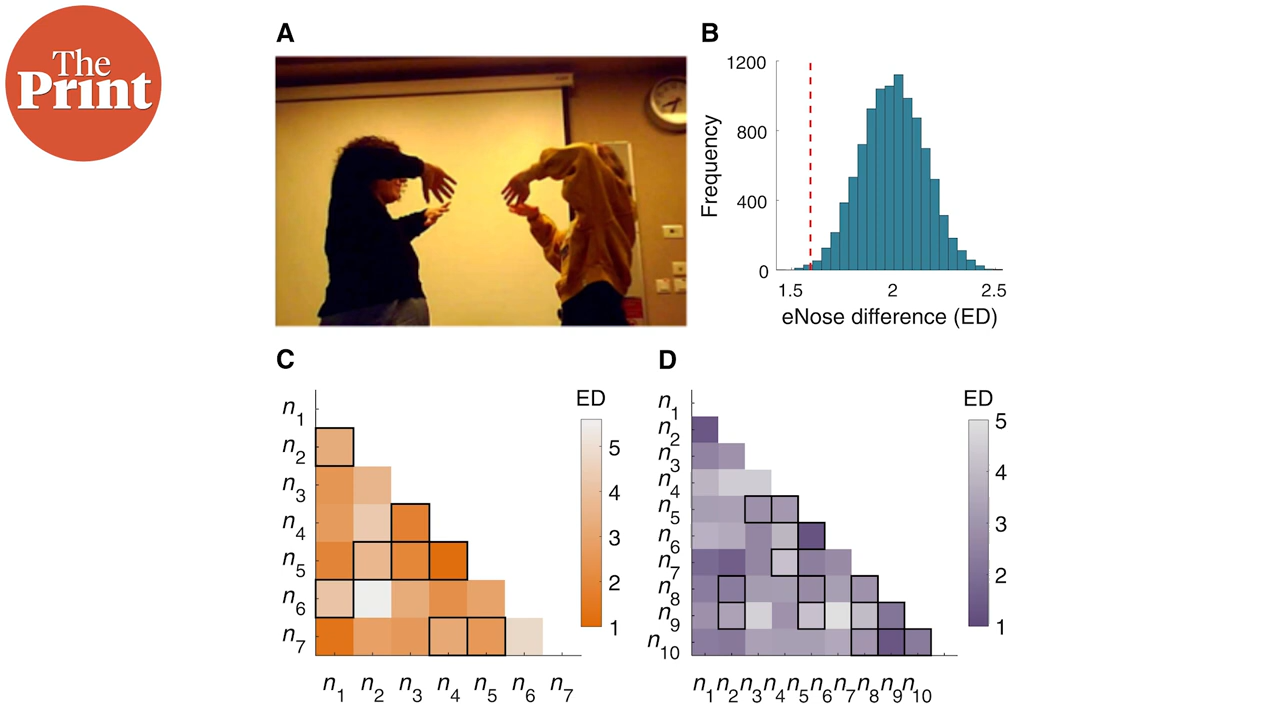 The
Print
A
B
1200
800
400
0
Frequency
1.5 2 2.5
eNose difference (ED)
C
n1
n2
n3
n4
n5
n6
n7
n1 n2 n3 n4 n5 n6 n7
ED
5
4
3
2
1
D
n1
n2
n3
n4
n5
n6
n7
n8
n9
n10
n1 n2 n3 n4 n5 n6 n7 n8 n9 n10
ED
5
4
3
2
1